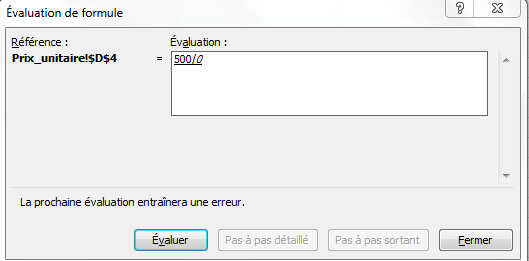 Évaluation de formule
Référence :
Évaluation :
Prix_unitaire!$D$4 = 500/0
La prochaine évaluation entraînera une erreur.
Évaluer Pas à pas détaillé Pas à pas sortant Fermer